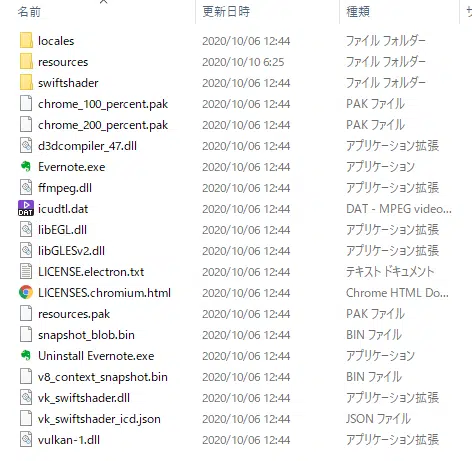 名前 更新日時 種類 サ
locales 2020/10/06 12:44 ファイル フォルダー
resources 2020/10/10 6:25 ファイル フォルダー
swiftshader 2020/10/06 12:44 ファイル フォルダー
chrome_100_percent.pak 2020/10/06 12:44 PAK ファイル
chrome_200_percent.pak 2020/10/06 12:44 PAK ファイル
d3dcompiler_47.dll 2020/10/06 12:44 アプリケーション拡張
Evernote.exe 2020/10/06 12:44 アプリケーション
ffmpeg.dll 2020/10/06 12:44 アプリケーション拡張
DAT icudtl.dat 2020/10/06 12:44 DAT - MPEG video...
libEGL.dll 2020/10/06 12:44 アプリケーション拡張
libGLESv2.dll 2020/10/06 12:44 アプリケーション拡張
LICENSE.electron.txt 2020/10/06 12:44 テキスト ドキュメント
LICENSES.chromium.html 2020/10/06 12:44 Chrome HTML Do...
resources.pak 2020/10/06 12:44 PAK ファイル
snapshot_blob.bin 2020/10/06 12:44 BIN ファイル
Uninstall Evernote.exe 2020/10/06 12:44 アプリケーション
v8_context_snapshot.bin 2020/10/06 12:44 BIN ファイル
vk_swiftshader.dll 2020/10/06 12:44 アプリケーション拡張
vk_swiftshader_icd.json 2020/10/06 12:44 JSON ファイル
vulkan-1.dll 2020/10/06 12:44 アプリケーション拡張